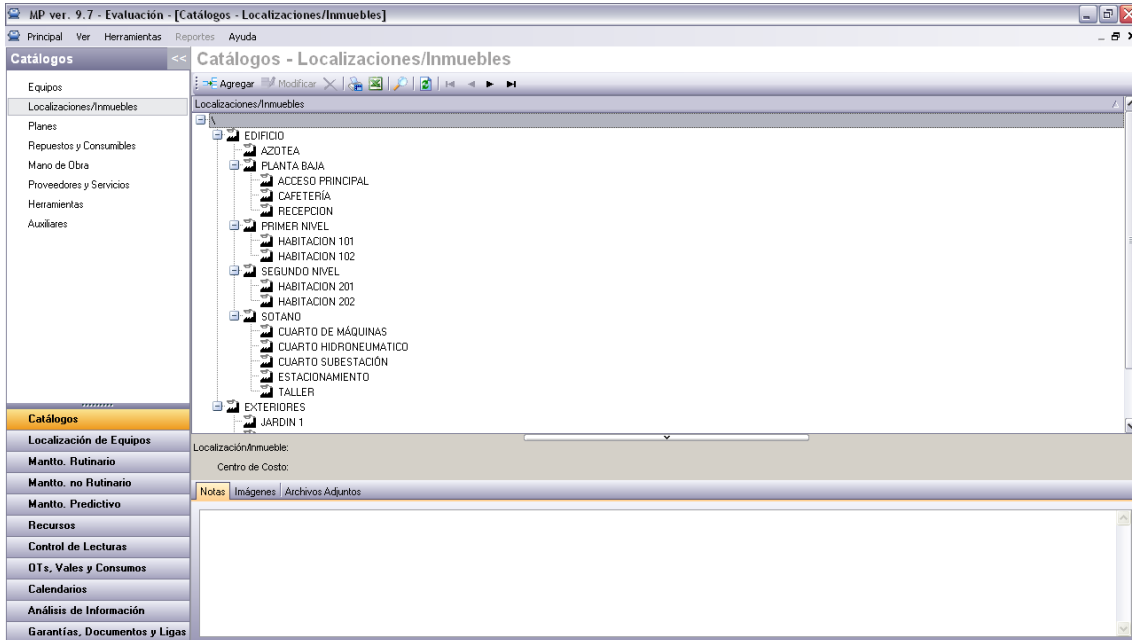 MP ver. 9.7 - Evaluación - [Catálogos - Localizaciones/Inmuebles]
Principal Ver Herramientas Reportes Ayuda
Catálogos <<
Catálogos - Localizaciones/Inmuebles
Agregar Modificar
Equipos
Localizaciones/Inmuebles
Planes
Repuestos y Consumibles
Mano de Obra
Proveedores y Servicios
Herramientas
Auxiliares
Localizaciones/Inmuebles
\
EDIFICIO
AZOTEA
PLANTA BAJA
ACCESO PRINCIPAL
CAFETERÍA
RECEPCION
PRIMER NIVEL
HABITACION 101
HABITACION 102
SEGUNDO NIVEL
HABITACION 201
HABITACION 202
SOTANO
CUARTO DE MÁQUINAS
CUARTO HIDRONEUMATICO
CUARTO SUBESTACIÓN
ESTACIONAMIENTO
TALLER
EXTERIORES
JARDIN 1
Catálogos
Localización de Equipos
Mantto. Rutinario
Mantto. no Rutinario
Mantto. Predictivo
Recursos
Control de Lecturas
OTs, Vales y Consumos
Calendarios
Análisis de Información
Garantías, Documentos y Ligas
Localización/Inmueble:
Centro de Costo:
Notas Imágenes Archivos Adjuntos